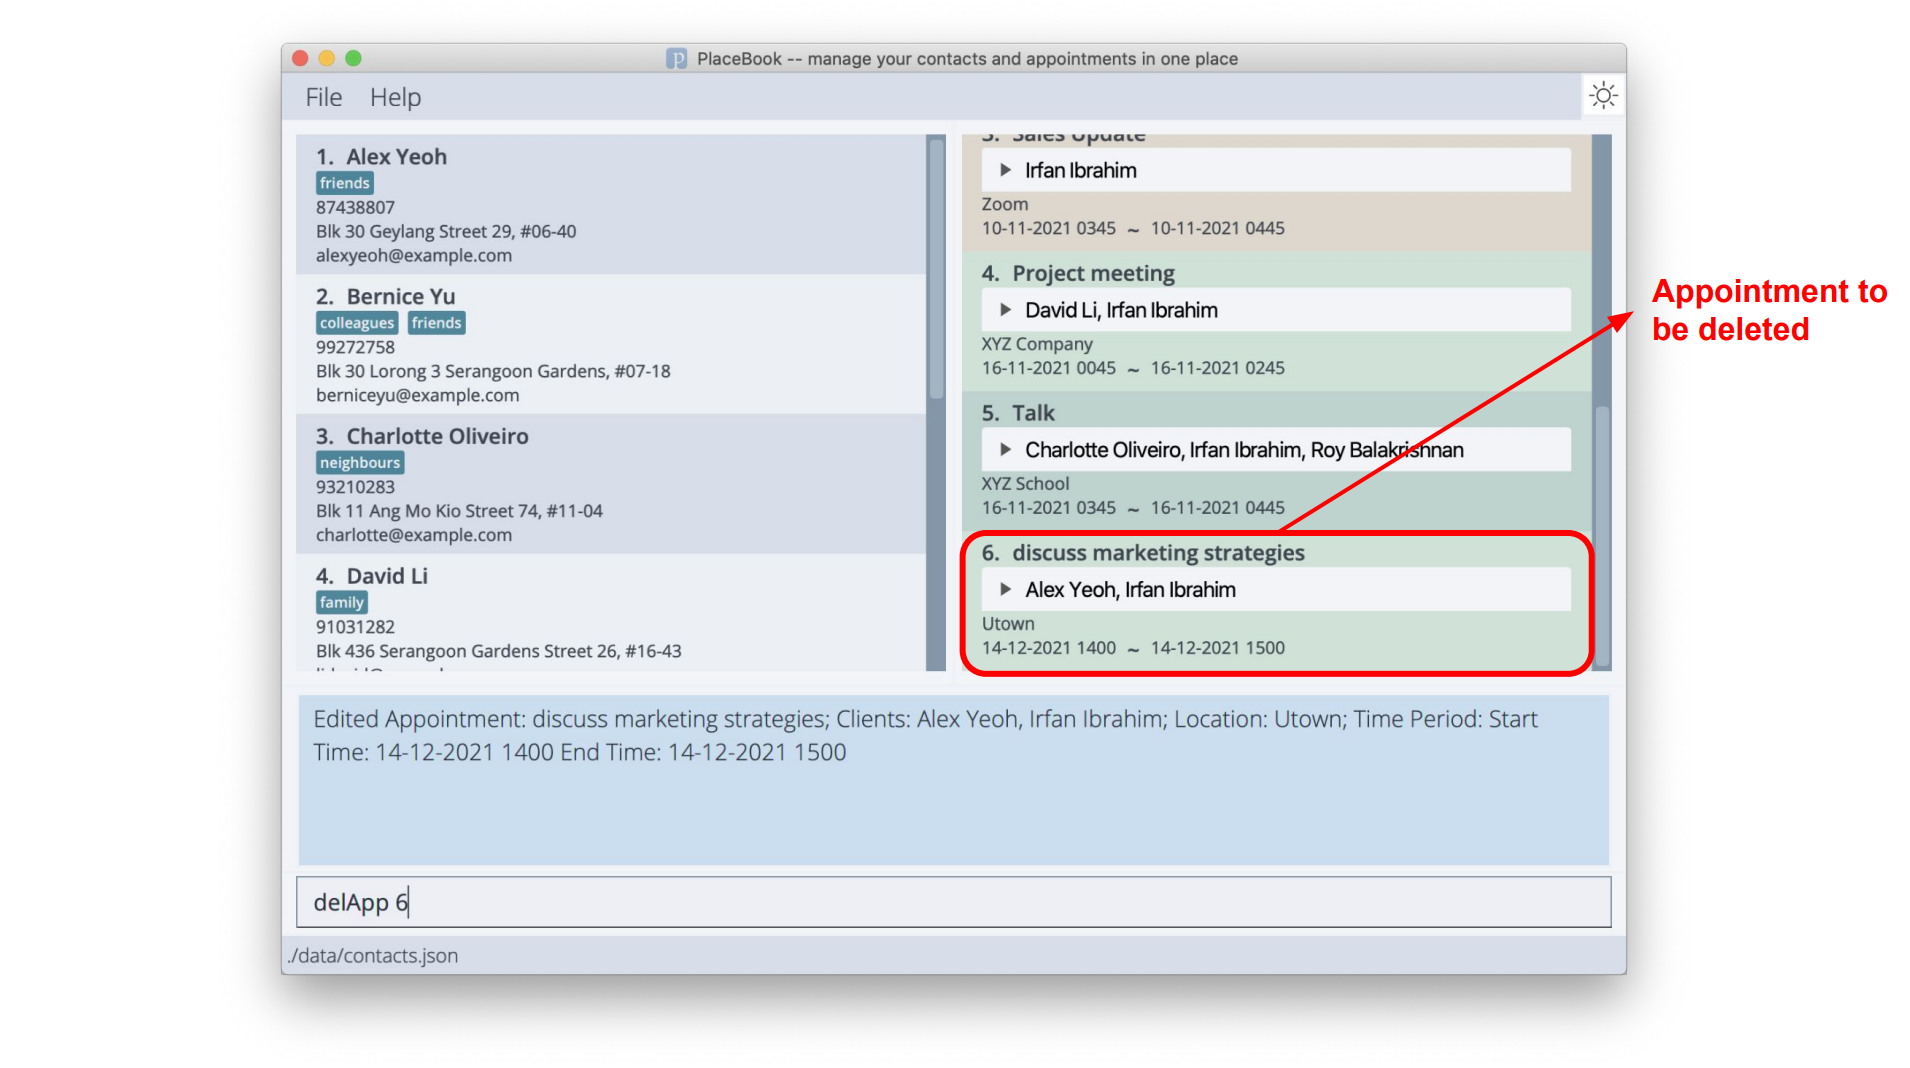 PlaceBook -- manage your contacts and appointments in one place
File Help
1. Alex Yeoh
friends
87438807
Blk 30 Geylang Street 29, #06-40
alexyeoh@example.com
2. Bernice Yu
colleagues friends
99272758
Blk 30 Lorong 3 Serangoon Gardens, #07-18
berniceyu@example.com
3. Charlotte Oliveiro
neighbours
93210283
Blk 11 Ang Mo Kio Street 74, #11-04
charlotte@example.com
4. David Li
family
91031282
Blk 436 Serangoon Gardens Street 26, #16-43
3. Sales Update
Irfan Ibrahim
Zoom
10-11-2021 0345 ~ 10-11-2021 0445
4. Project meeting
David Li, Irfan Ibrahim
XYZ Company
16-11-2021 0045 ~ 16-11-2021 0245
5. Talk
Charlotte Oliveiro, Irfan Ibrahim, Roy Balakrishnan
XYZ School
16-11-2021 0345 ~ 16-11-2021 0445
6. discuss marketing strategies
Alex Yeoh, Irfan Ibrahim
Utown
14-12-2021 1400 ~ 14-12-2021 1500
Appointment to
be deleted
Edited Appointment: discuss marketing strategies; Clients: Alex Yeoh, Irfan Ibrahim; Location: Utown; Time Period: Start
Time: 14-12-2021 1400 End Time: 14-12-2021 1500
delApp 6
./data/contacts.json